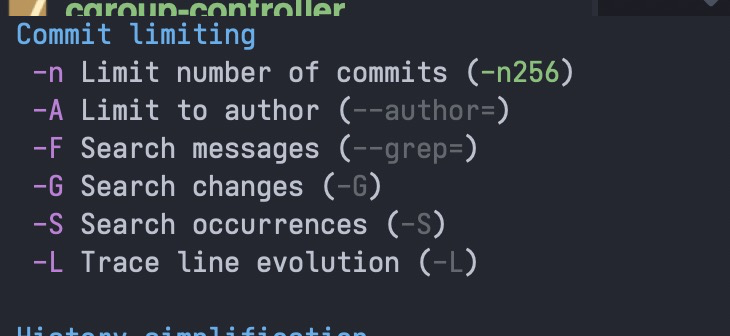 cgroup-controller
Commit limiting
-n Limit number of commits (-n256)
-A Limit to author (--author=)
-F Search messages (--grep=)
-G Search changes (-G)
-S Search occurrences (-S)
-L Trace line evolution (-L)
History simplification